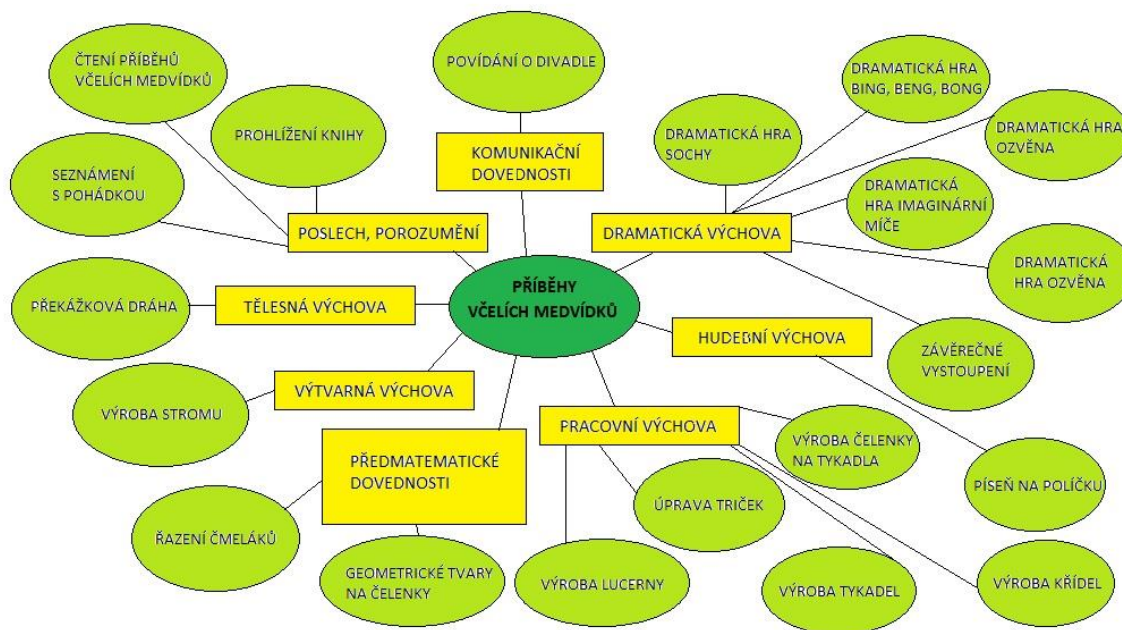 ČTENÍ PŘÍBĚHŮ
VČELÍCH MEDVÍDKŮ
POVÍDÁNÍ O DIVADLE
DRAMATICKÁ HRA
BING, BENG, BONG
PROHLÍŽENÍ KNIHY
DRAMATICKÁ HRA
SOCHY
DRAMATICKÁ HRA
OZVĚNA
KOMUNIKAČNÍ
DOVEDNOSTI
SEZNÁMENÍ
S POHÁDKOU
DRAMATICKÁ
HRA IMAGINÁRNÍ
MÍČE
POSLECH, POROZUMĚNÍ
DRAMATICKÁ VÝCHOVA
DRAMATICKÁ
HRA OZVĚNA
PŘÍBĚHY
VČELÍCH MEDVÍDKŮ
PŘEKÁŽKOVÁ DRÁHA
TĚLESNÁ VÝCHOVA
HUDEBNÍ VÝCHOVA
ZÁVĚREČNÉ
VYSTOUPENÍ
VÝTVARNÁ VÝCHOVA
VÝROBA STROMU
PRACOVNÍ VÝCHOVA
VÝROBA ČELENKY
NA TYKADLA
PŘEDMATEMATICKÉ
DOVEDNOSTI
PÍSEŇ NA POLÍČKU
ÚPRAVA TRIČEK
ŘAZENÍ ČMELÁKŮ
GEOMETRICKÉ TVARY
NA ČELENKY
VÝROBA LUCERNY
VÝROBA TYKADEL
VÝROBA KŘÍDEL